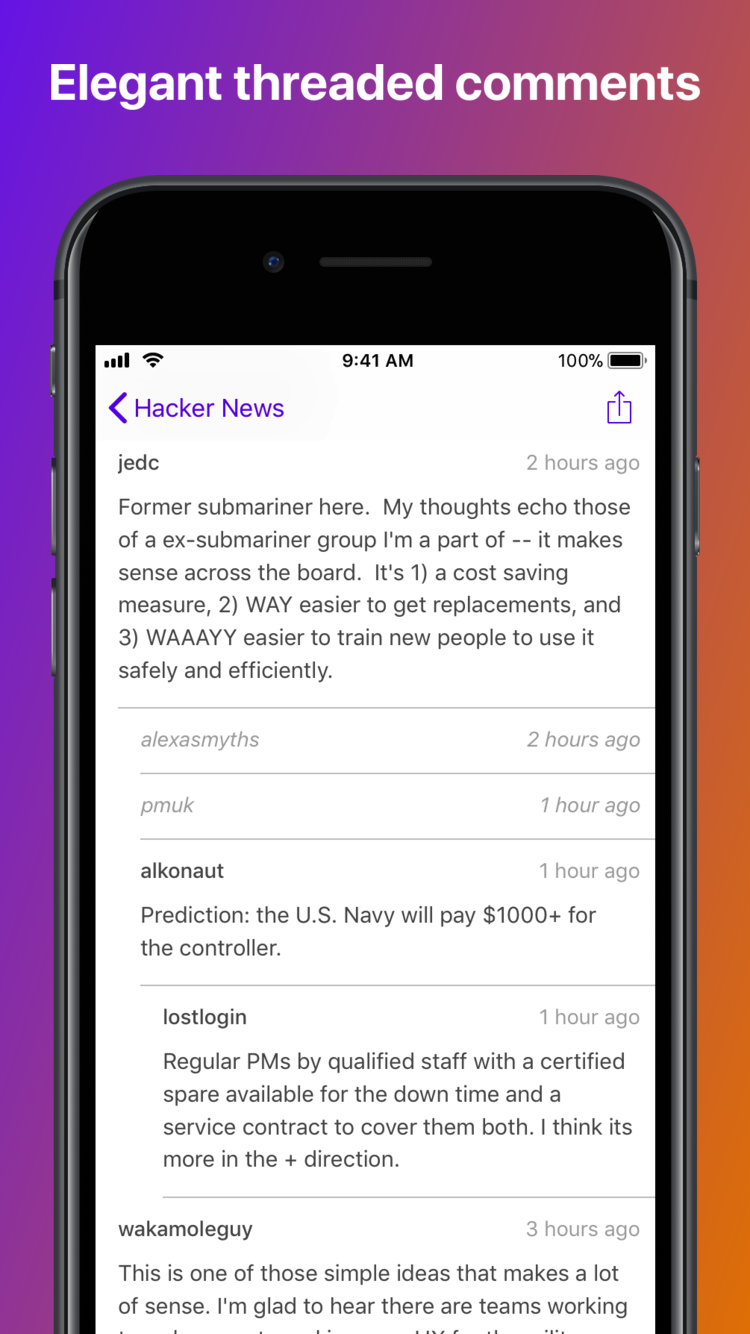 Elegant threaded comments
9:41 AM
100%
Hacker News
jedc 2 hours ago
Former submariner here.  My thoughts echo those
of a ex-submariner group I'm a part of -- it makes
sense across the board.  It's 1) a cost saving
measure, 2) WAY easier to get replacements, and
3) WAAAYY easier to train new people to use it
safely and efficiently.
alexasmyths 2 hours ago
pmuk 1 hour ago
alkonaut 1 hour ago
Prediction: the U.S. Navy will pay $1000+ for
the controller.
lostlogin 1 hour ago
Regular PMs by qualified staff with a certified
spare available for the down time and a
service contract to cover them both. I think its
more in the + direction.
wakamoleguy 3 hours ago
This is one of those simple ideas that makes a lot
of sense. I'm glad to hear there are teams working